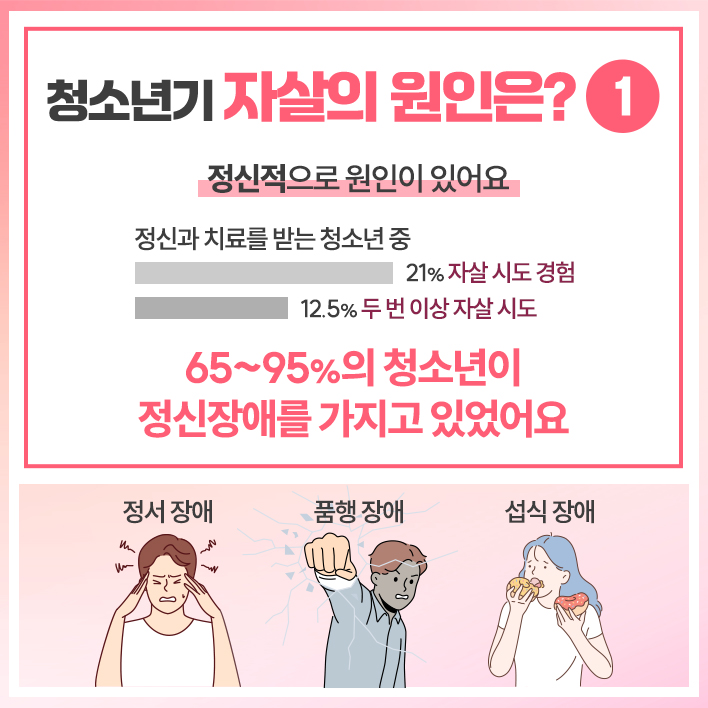 청소년기 자살의 원인은? 1
정신적으로 원인이 있어요
정신과 치료를 받는 청소년 중
21% 자살 시도 경험
12.5% 두 번 이상 자살 시도
65~95%의 청소년이
정신장애를 가지고 있었어요
정서 장애 품행 장애 섭식 장애